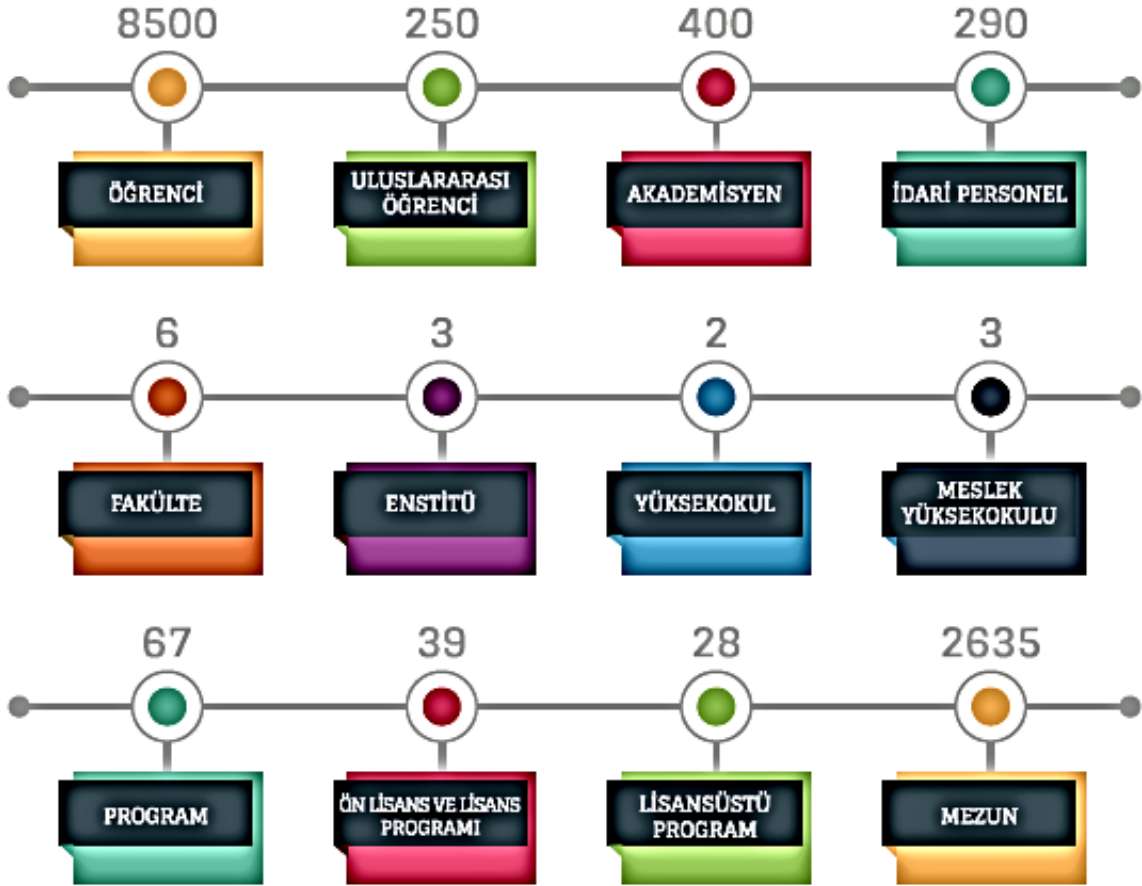 8500
ÖĞRENCİ
250
ULUSLARARASI
ÖĞRENCİ
400
AKADEMİSYEN
290
İDARİ PERSONEL
6
FAKÜLTE
3
ENSTİTÜ
2
YÜKSEKOKUL
3
MESLEK
YÜKSEKOKULU
67
PROGRAM
39
ÖN LİSANS VE LİSANS
PROGRAMI
28
LİSANSÜSTÜ
PROGRAM
2635
MEZUN